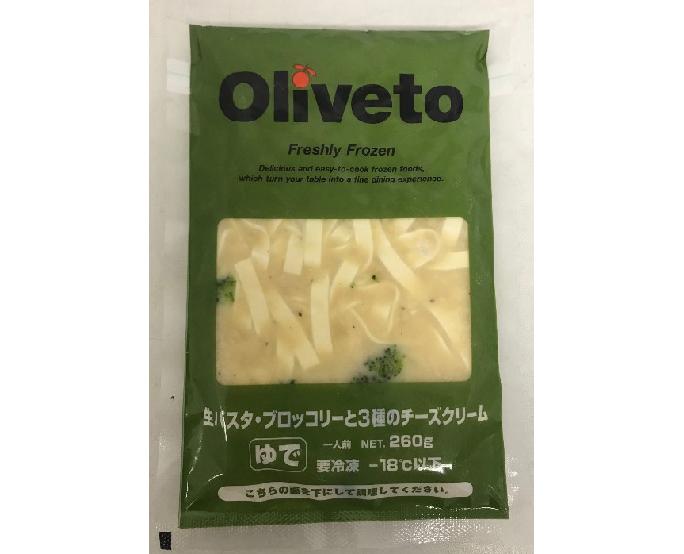 Oliveto
Freshly Frozen
Delicious and easy-to-cook frozen foods,
which turn your table into a fine dining experience.
生パスタ・ブロッコリーと3種のチーズクリーム
ゆで
一人前 NET. 260g
要冷凍 -18℃以下
こちらの面を下にして調理してください。